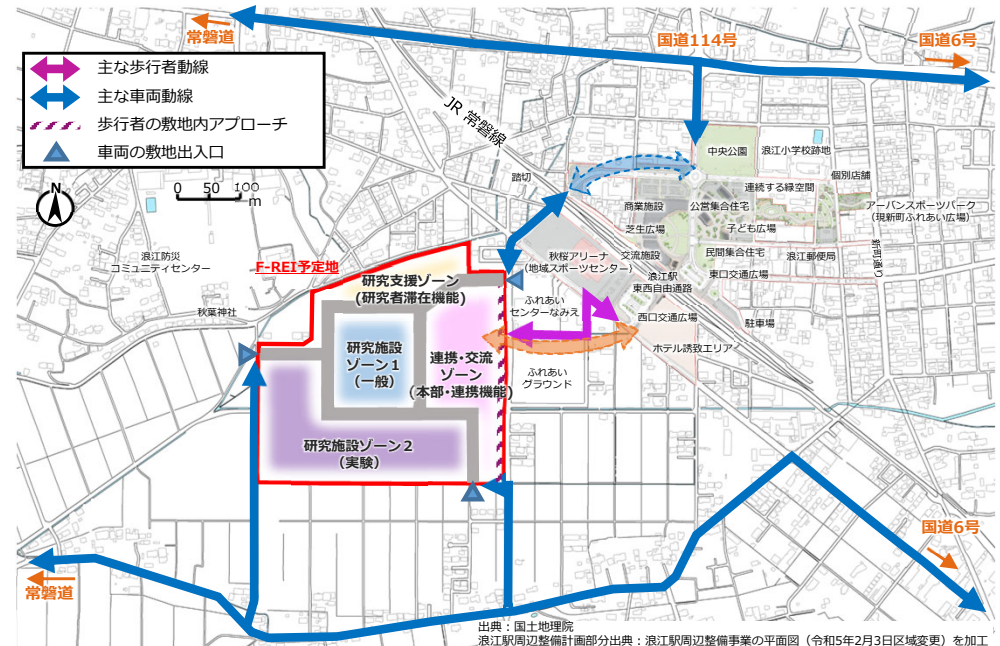 常磐道
国道114号
国道6号
主な歩行者動線
主な車両動線
歩行者の敷地内アプローチ
車両の敷地出入口
JR 常磐線
N
0 50 100
m
踏切
中央公園
浪江小学校跡地
個別店舗
連続する緑空間
アーバンスポーツパーク
(現新町ふれあい広場)
商業施設
公営集合住宅
芝生広場
子ども広場
新町通り
浪江防災
コミュニティセンター
F-REI予定地
秋桜アリーナ
(地域スポーツセンター)
交流施設
民間集合住宅
浪江郵便局
浪江駅
東西自由通路
東口交通広場
研究支援ゾーン
(研究者滞在機能)
ふれあい
センターなみえ
秋葉神社
西口交通広場
駐車場
研究施設
ゾーン1
(一般)
連携・交流
ゾーン
(本部・連携機能)
ホテル誘致エリア
ふれあい
グラウンド
研究施設ゾーン2
(実験)
国道6号
常磐道
出典:国土地理院
浪江駅周辺整備計画部分出典:浪江駅周辺整備事業の平面図(令和5年2月3日区域変更)を加工